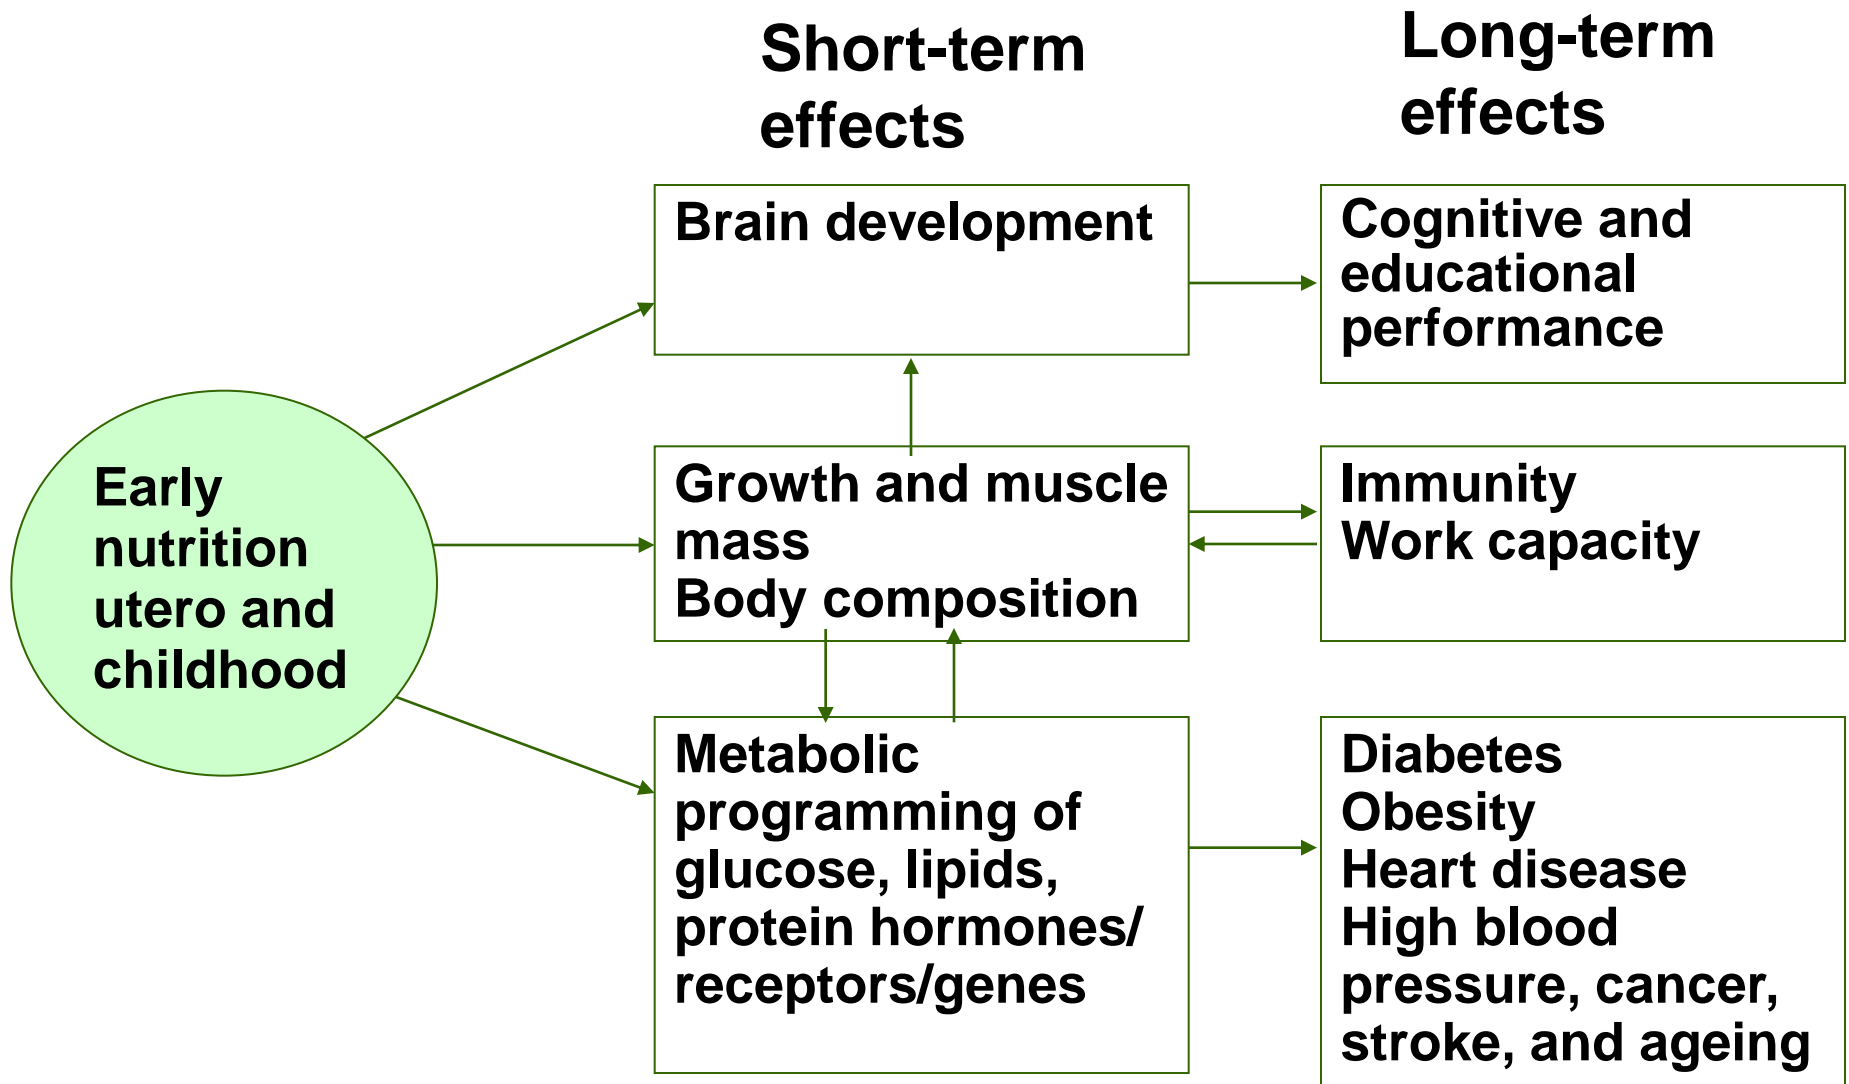 Short-term
effects
Long-term
effects
Early
nutrition
utero and
childhood
Brain development
Cognitive and
educational
performance
Growth and muscle
mass
Body composition
Immunity
Work capacity
Metabolic
programming of
glucose, lipids,
protein hormones/
receptors/genes
Diabetes
Obesity
Heart disease
High blood
pressure, cancer,
stroke, and ageing